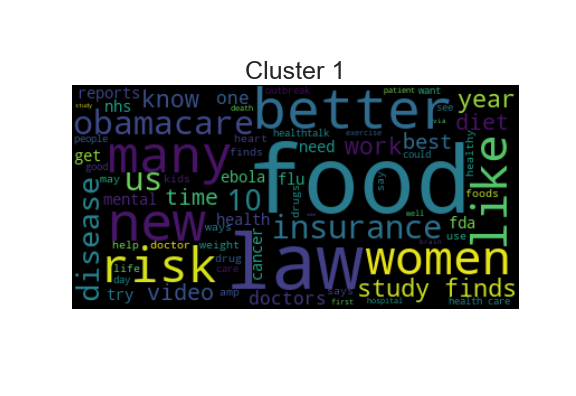 Cluster 1
study
reports
nhs
know
one
outbreak
death
better
patient
want
see
via
year
obamacare
people
get
good
many
heart
finds
kids
healthtalk
exercise
need
work
best
could
diet
healthy
like
disease
may
us
mental
time
ebola
10
flu
drugs
food
say
foods
new
ways
health
insurance
well
fda
use
brain
help
doctor
weight
cancer
risk
law
women
life
day
drug
care
try
video
amp
doctors
says
first
hospital
study finds
health care